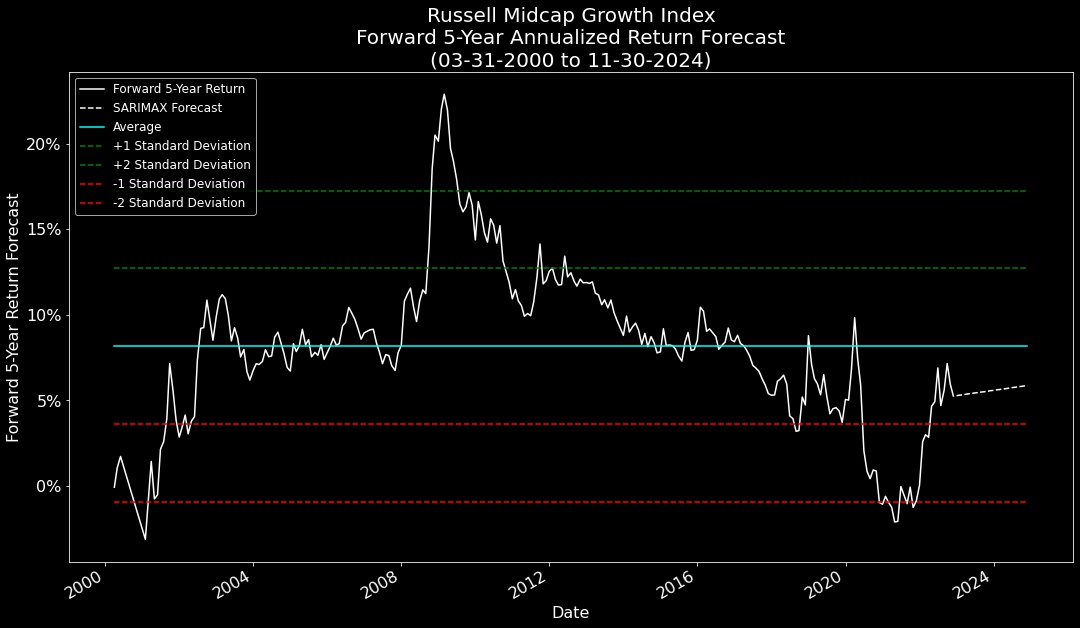 Russell Midcap Growth Index
Forward 5-Year Annualized Return Forecast
(03-31-2000 to 11-30-2024)
Forward 5-Year Return
SARIMAX Forecast
Average
+1 Standard Deviation
+2 Standard Deviation
-1 Standard Deviation
-2 Standard Deviation
Forward 5-Year Return Forecast
20%
15%
10%
5%
0%
2000
2004
2008
2012
2016
2020
2024
Date